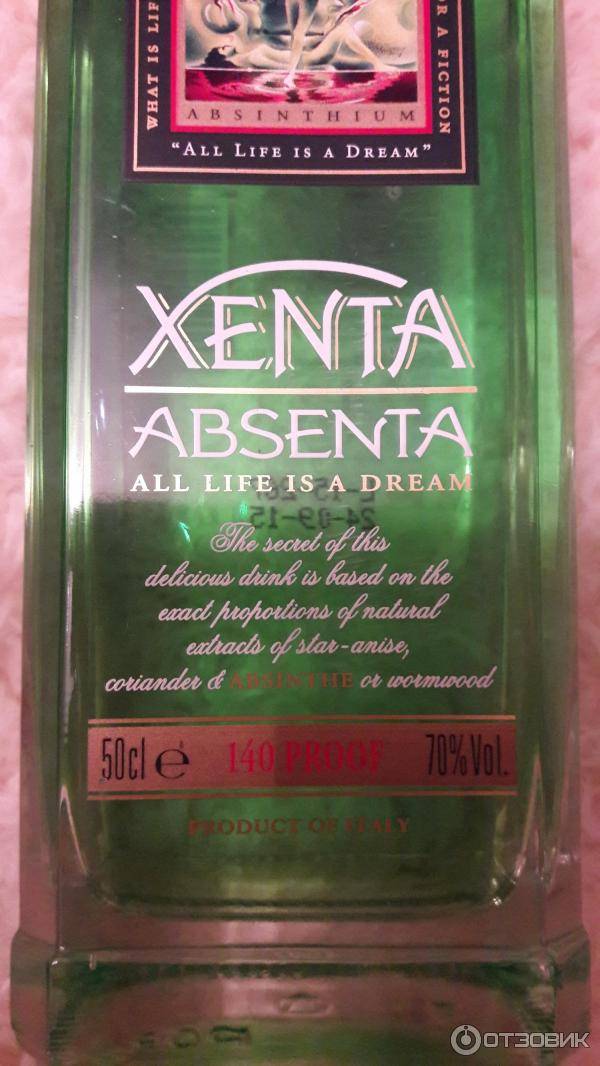 WHAT IS LIF
OR A FICTION
ABSINTHIUM
"ALL LIFE IS A DREAM"
XENTA
ABSENTA
ALL LIFE IS A DREAM
24-09-15
The secret of this
delicious drink is based on the
exact proportions of natural
extracts of star-anise,
coriander & ABSINTHE or wormwood
50cl e 140 PROOF 70% Vol.
PRODUCT OF ITALY
ОТЗОВИК